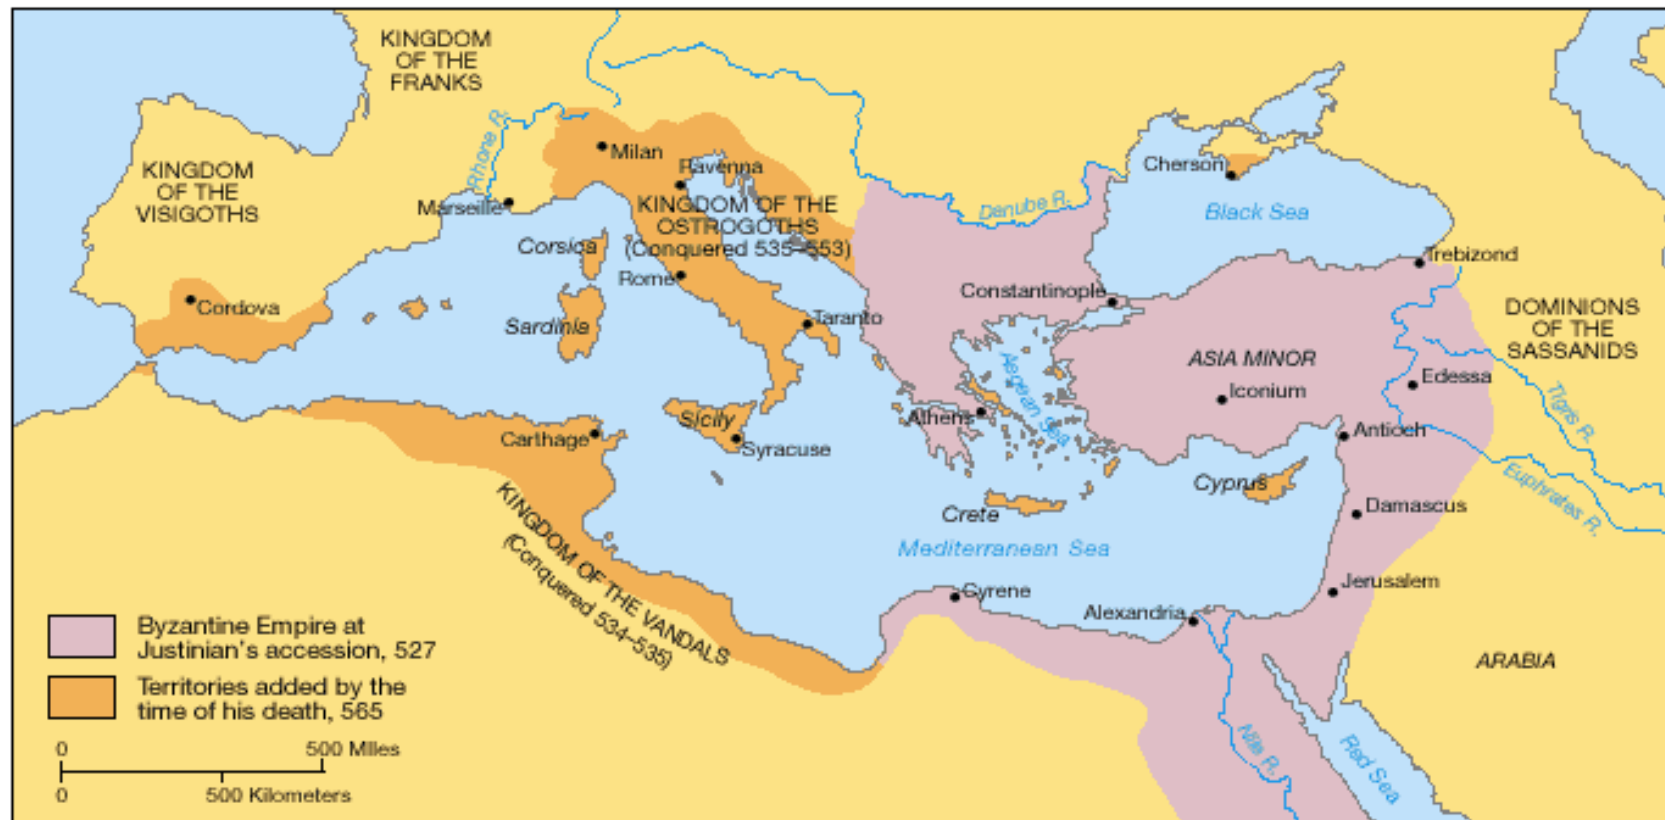 KINGDOM
OF THE
FRANKS
KINGDOM
OF THE
VISIGOTHS
Rhone R.
Milan
Ravenna
Marseille
KINGDOM OF THE
OSTROGOTHS
(Conquered 535–553)
Corsica
Rome
Cordova
Sardinia
Taranto
Danube R.
Cherson
Black Sea
Trebizond
Constantinople
DOMINIONS
OF THE
SASSANIDS
ASIA MINOR
Iconium
Edessa
Tigris R.
Aegean Sea
Athens
Sicily
Carthage
Syracuse
Antioch
Euphrates R.
Cyprus
Crete
Damascus
Mediterranean Sea
KINGDOM OF THE VANDALS
(Conquered 534–535)
Cyrene
Alexandria
Jerusalem
ARABIA
Nile R.
Red Sea
Byzantine Empire at
Justinian's accession, 527
Territories added by the
time of his death, 565
0 500 Miles
0 500 Kilometers